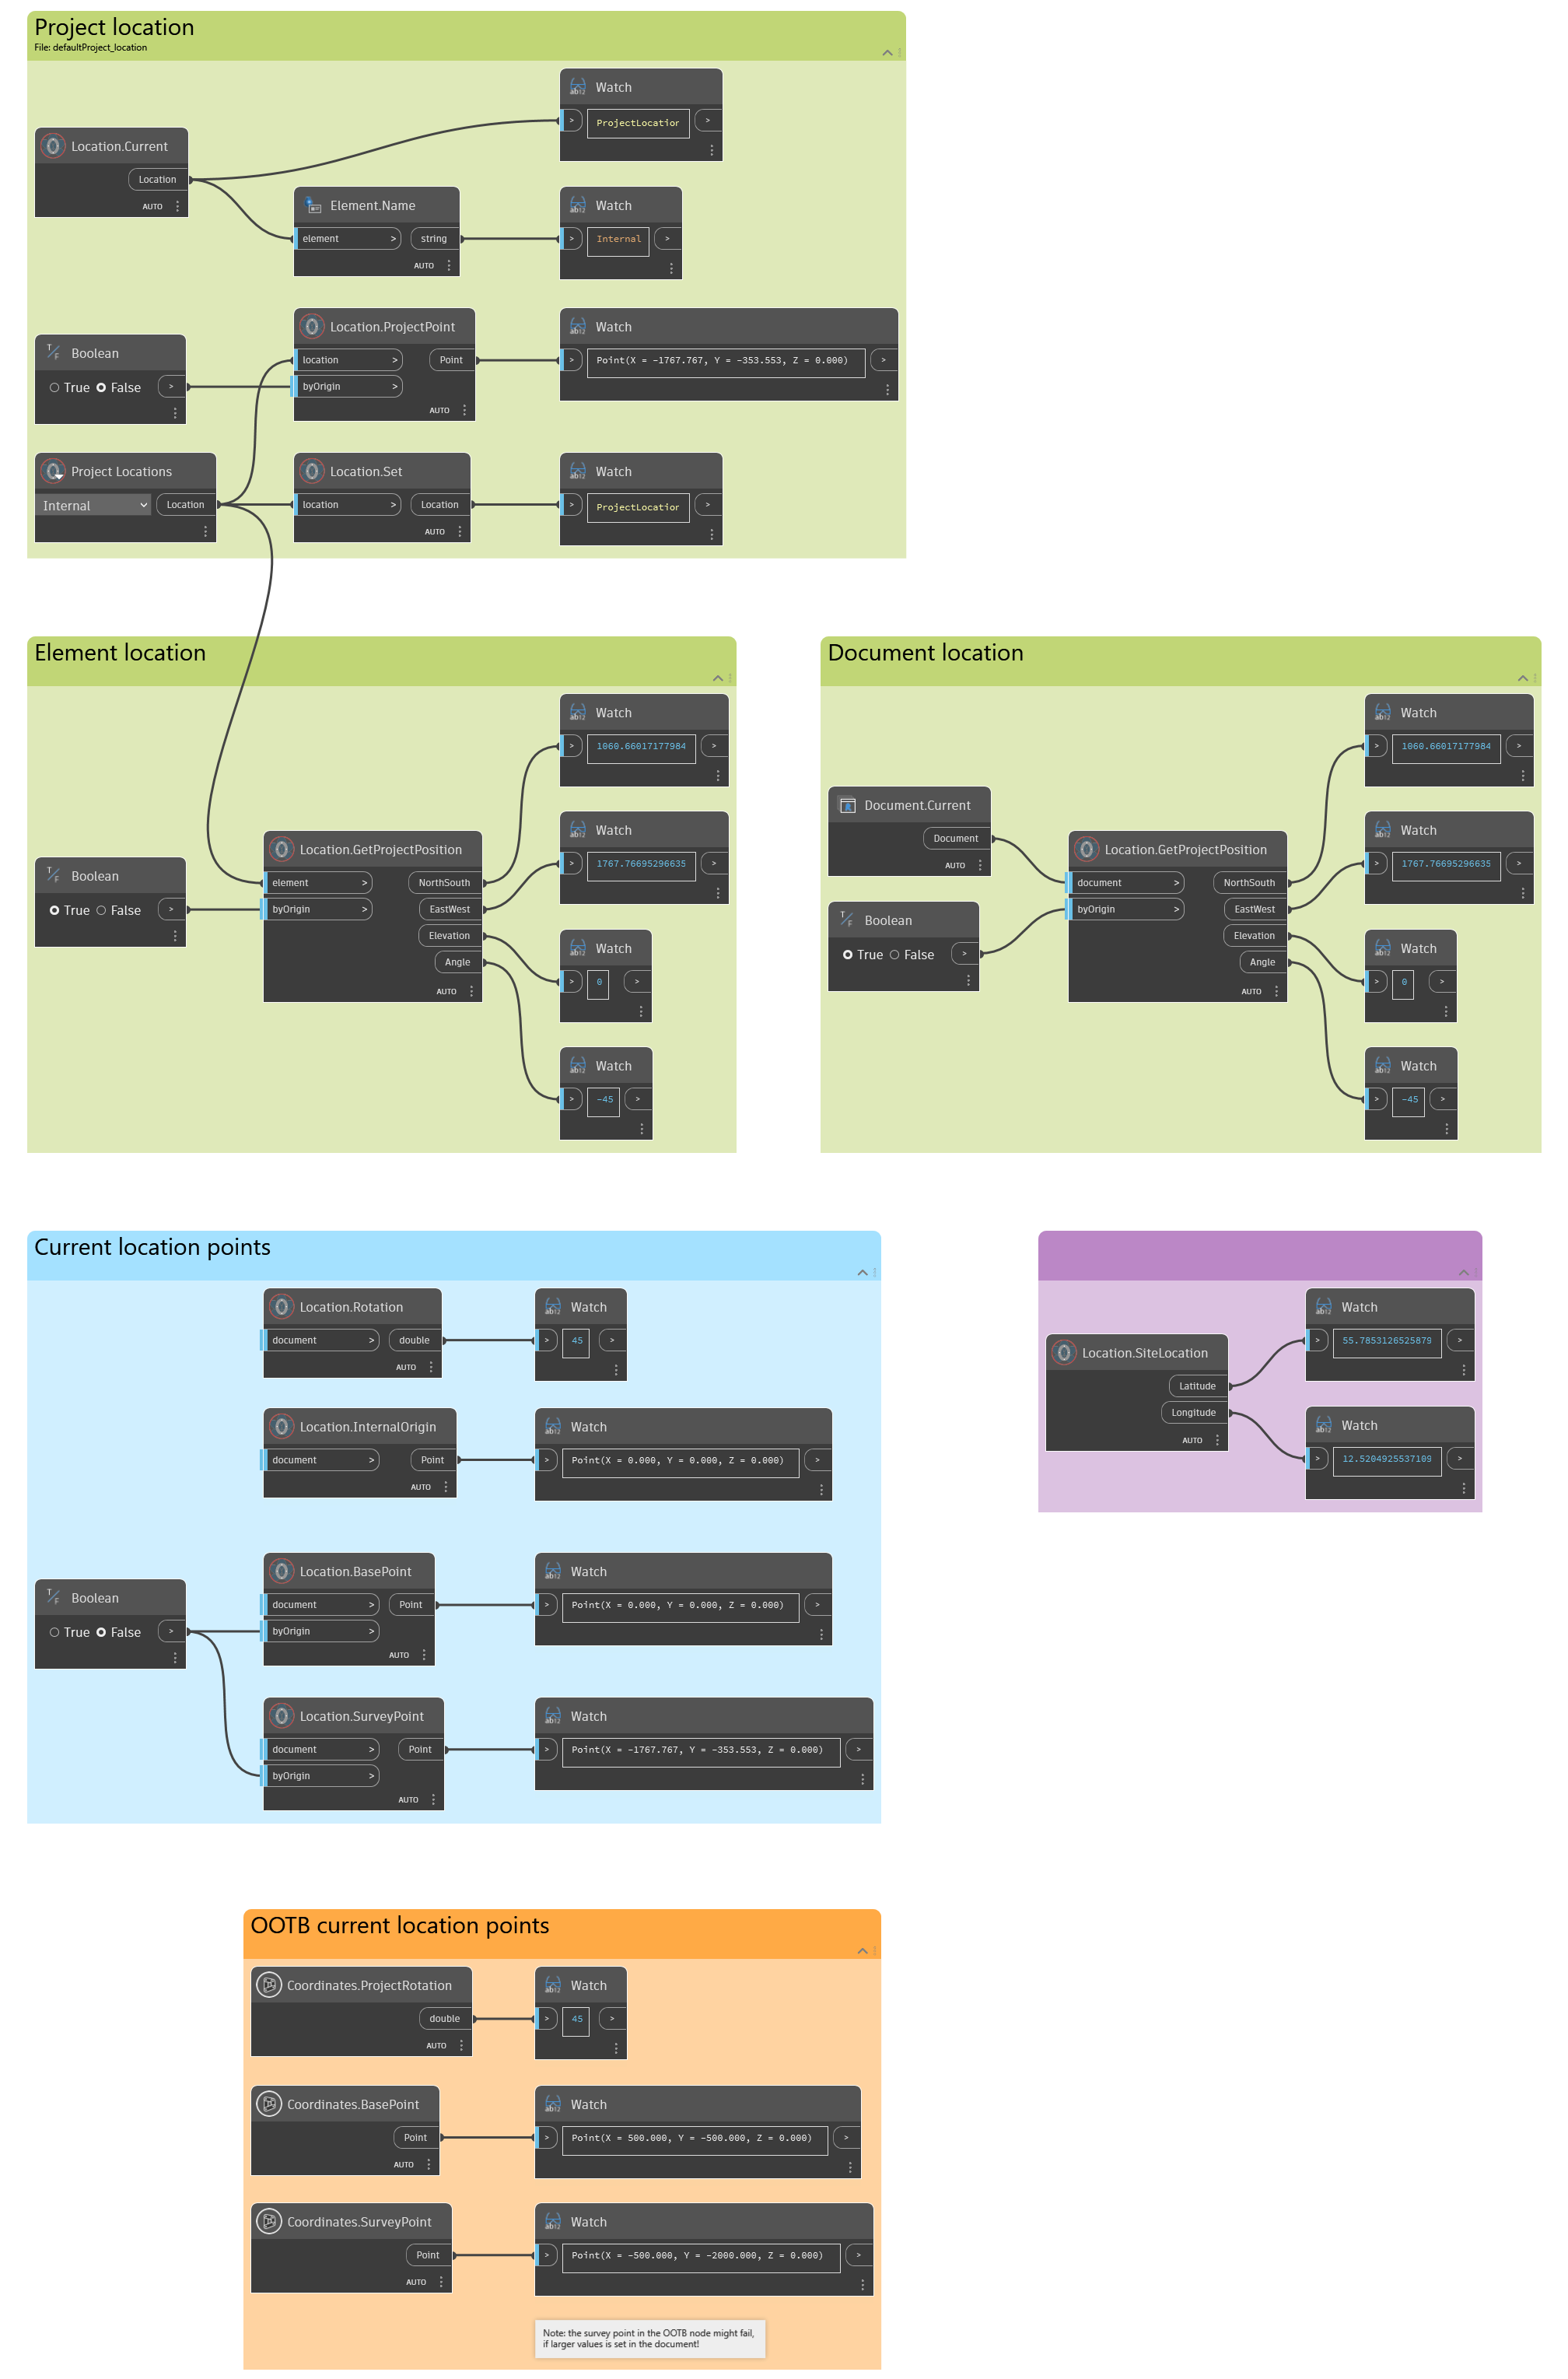 Project location
File: defaultProject_location
Watch
> ProjectLocation >
Location.Current
Location
AUTO
Element.Name
element > string
AUTO
Watch
> Internal >
Location.ProjectPoint
location > Point
byOrigin >
AUTO
Watch
> Point(X = -1767.767, Y = -353.553, Z = 0.000) >
Boolean
True False >
Project Locations
Internal Location
Location.Set
location > Location
AUTO
Watch
> ProjectLocation >
Element location
Watch
> 1060.66017177984 >
Watch
> 1767.76695296635 >
Location.GetProjectPosition
element > NorthSouth
byOrigin > EastWest
Elevation
Angle
AUTO
Boolean
True False >
Watch
> 0 >
Watch
> -45 >
Document location
Watch
> 1060.66017177984 >
Document.Current
Document
AUTO
Watch
> 1767.76695296635 >
Location.GetProjectPosition
document > NorthSouth
byOrigin > EastWest
Elevation
Angle
AUTO
Boolean
True False >
Watch
> 0 >
Watch
> -45 >
Current location points
Location.Rotation
document > double
AUTO
Watch
> 45 >
Location.InternalOrigin
document > Point
AUTO
Watch
> Point(X = 0.000, Y = 0.000, Z = 0.000) >
Boolean
True False >
Location.BasePoint
document > Point
byOrigin >
AUTO
Watch
> Point(X = 0.000, Y = 0.000, Z = 0.000) >
Location.SurveyPoint
document > Point
byOrigin >
AUTO
Watch
> Point(X = -1767.767, Y = -353.553, Z = 0.000) >
Location.SiteLocation
Latitude
Longitude
AUTO
Watch
> 55.7853126525879 >
Watch
> 12.5204925537109 >
OOTB current location points
Coordinates.ProjectRotation
double
AUTO
Watch
> 45 >
Coordinates.BasePoint
Point
AUTO
Watch
> Point(X = 500.000, Y = -500.000, Z = 0.000) >
Coordinates.SurveyPoint
Point
AUTO
Watch
> Point(X = -500.000, Y = -2000.000, Z = 0.000) >
Note: the survey point in the OOTB node might fail,
if larger values is set in the document!